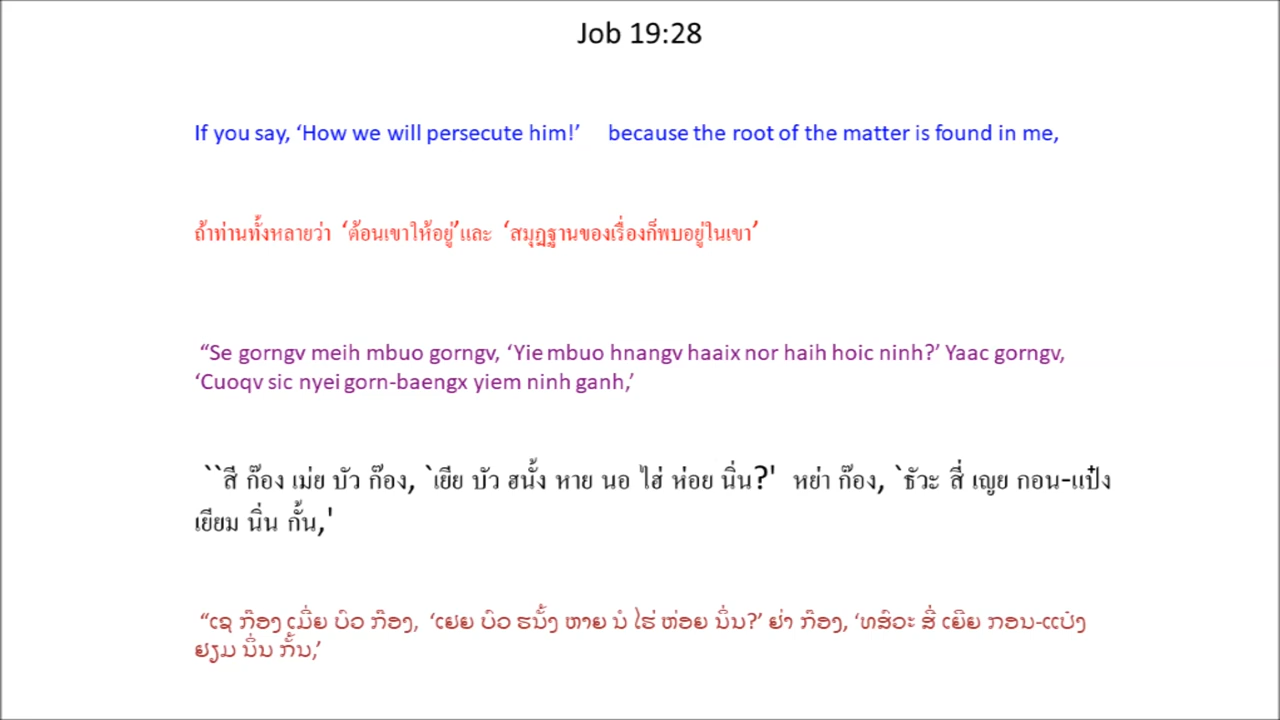 Job 19:28
If you say, ‘How we will persecute him!’ because the root of the matter is found in me,
ถ้าท่านทั้งหลายว่า ‘ต้อนเขาให้อยู่’และ ‘สมุฏฐานของเรื่องก็พบอยู่ในเขา’
“Se gorngv meih mbuo gorngv, ‘Yie mbuo hnangv haaix nor haih hoic ninh?’ Yaac gorngv,
‘Cuoqv sic nyei gorn-baengx yiem ninh ganh,’
``สี ก๊อง เม่ย บัว ก๊อง, `เยีย บัว ฮนั้ง หาย นอ ไฮ่ ห่อย นิ่น?' หย่า ก๊อง, `ธัวะ สี่ เญย กอน-แป๋ง
เยียม นิ่น กั้น,'
“ເຊ ກ໊ອງ ເມີ່ຍ ບົວ ກ໊ອງ, ‘ເຢຍ ບົວ ຮນັ້ງ ຫາຍ ນໍ ໄຮ່ ຫ່ອຍ ນິ່ນ?’ ຢ່າ ກ໊ອງ, ‘ທສົວະ ສີ່ ເຍີຍ ກອນ-ແປ໋ງ
ຢຽມ ນິ່ນ ກັ້ນ,’